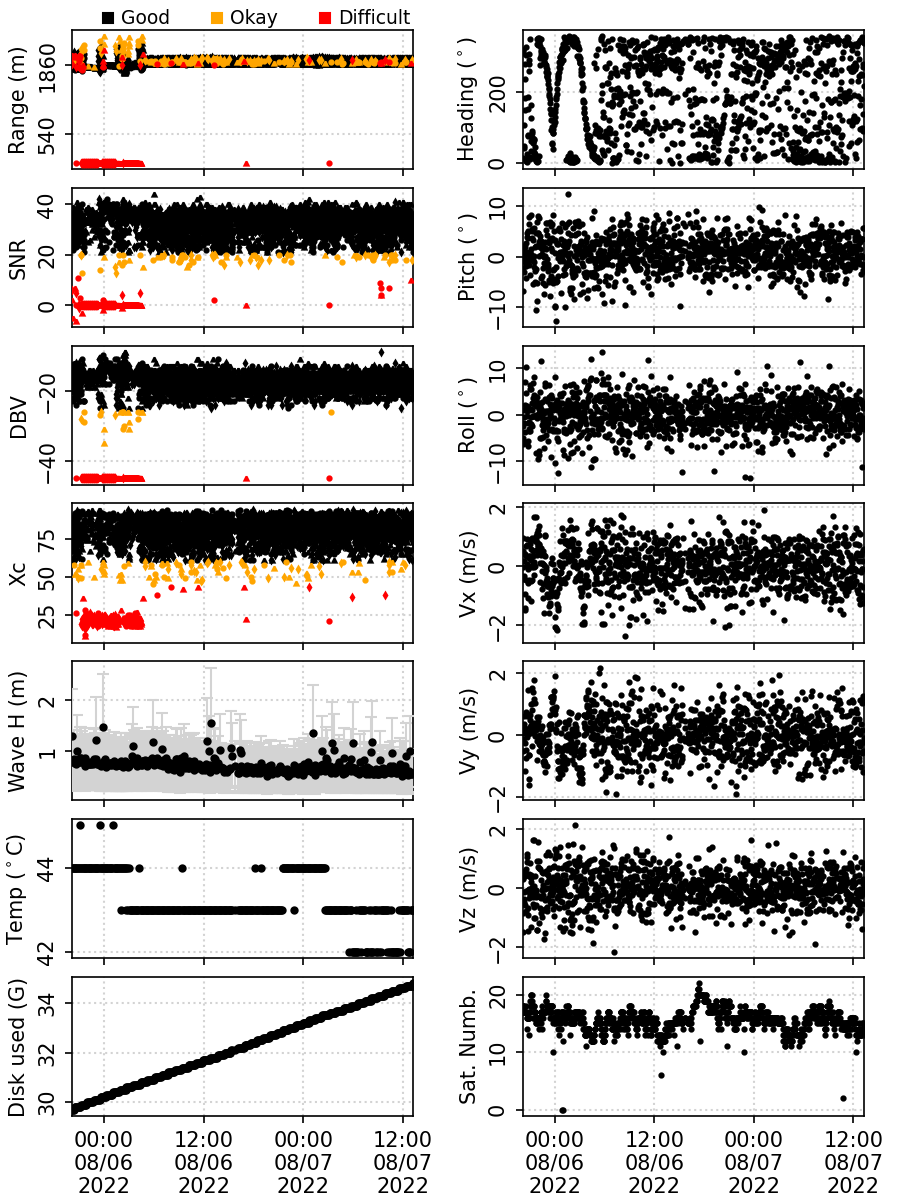 Good Okay Difficult
Range (m)
1860
540
Heading (°)
200
0
SNR
40
20
0
Pitch (°)
10
0
−10
DBV
−20
−40
Roll (°)
10
0
−10
Xc
75
50
25
Vx (m/s)
2
0
−2
Wave H (m)
2
1
Vy (m/s)
2
0
−2
Temp (°C)
44
43
42
Vz (m/s)
2
0
−2
Disk used (G)
34
32
30
Sat. Numb.
20
10
0
00:00 12:00 00:00 12:00
08/06 08/06 08/07 08/07
2022 2022 2022 2022
00:00 12:00 00:00 12:00
08/06 08/06 08/07 08/07
2022 2022 2022 2022